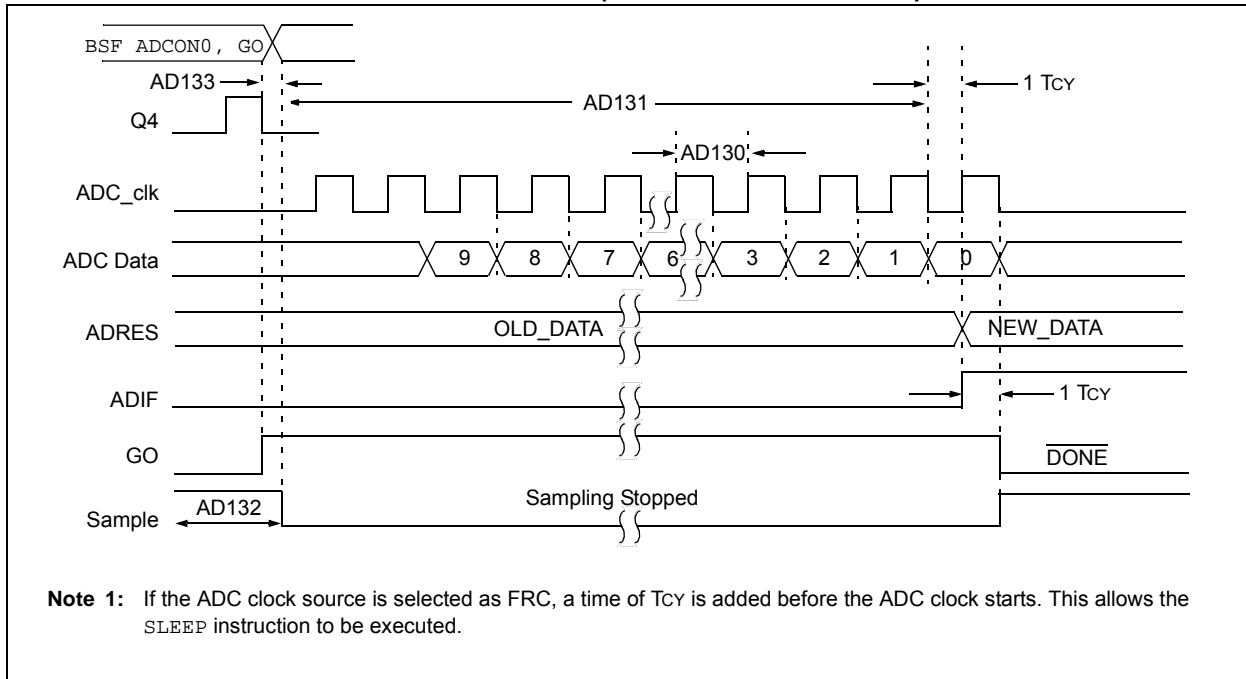 BSF ADCON0, GO
AD133
1 TCY
AD131
Q4
AD130
ADC_clk
ADC Data
9 8 7 6 3 2 1 0
ADRES
OLD_DATA
NEW_DATA
ADIF
1 TCY
GO
DONE
AD132
Sampling Stopped
Sample
Note 1: If the ADC clock source is selected as FRC, a time of TCY is added before the ADC clock starts. This allows the
SLEEP instruction to be executed.